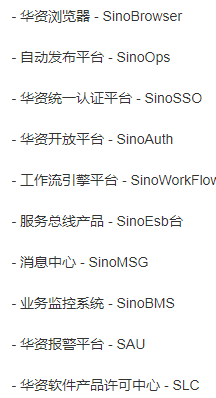 - 华资浏览器 - SinoBrowser
- 自动发布平台 - SinoOps
- 华资统一认证平台 - SinoSSO
- 华资开放平台 - SinoAuth
- 工作流引擎平台 - SinoWorkFlow
- 服务总线产品 - SinoEsb台
- 消息中心 - SinoMSG
- 业务监控系统 - SinoBMS
- 华资报警平台 - SAU
- 华资软件产品许可中心 - SLC